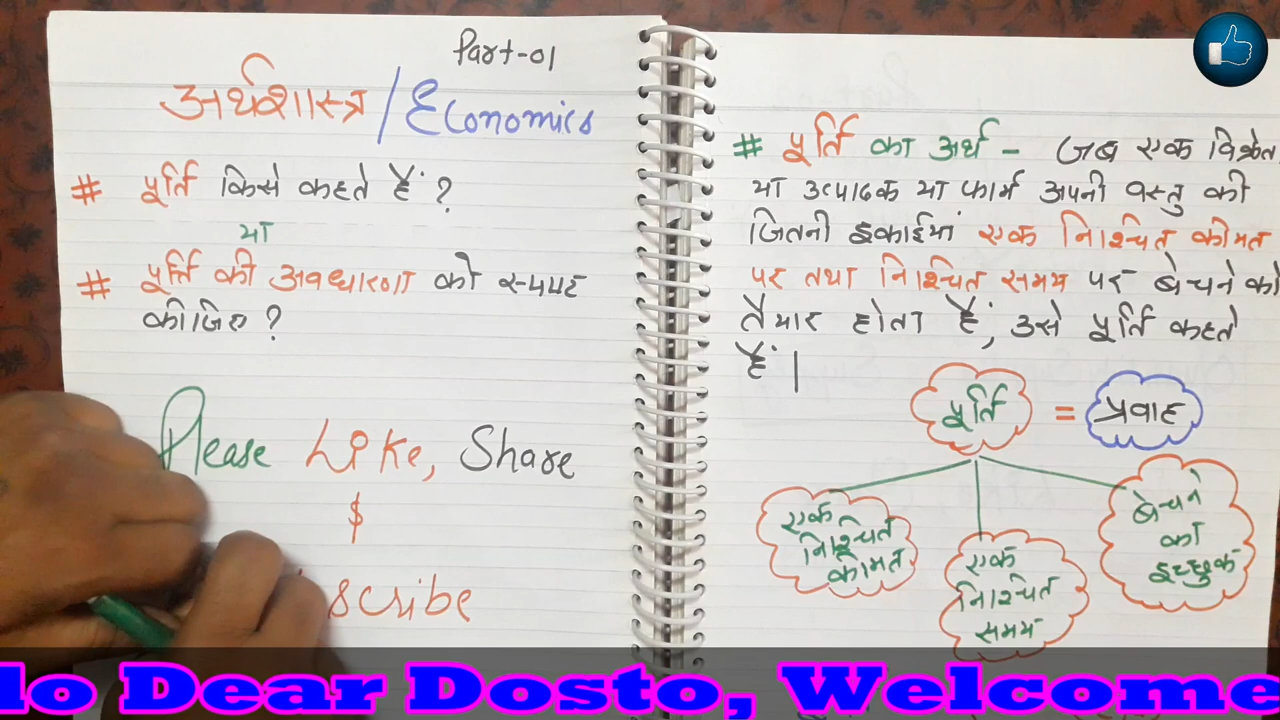 Part-01
अर्थशास्त्र / Economics
# पूर्ति किसे कहते हैं ?
या
# पूर्ति की अवधारणा को स्पष्ट
कीजिए ?
Please Like, Share
$
scribe
# पूर्ति का अर्थ - जब एक विक्रेता
या उत्पादक या फार्म अपनी वस्तु की
जितनी इकाईयां एक निश्चित कीमत
पर तथा निश्चित समय पर बेचने को
तैयार होता हैं, उसे पूर्ति कहते
हैं |
पूर्ति = प्रवाह
एक
निश्चित
कीमत
एक
निश्चित
समय
बेचने
का
इच्छुक
lo Dear Dosto, Welcome